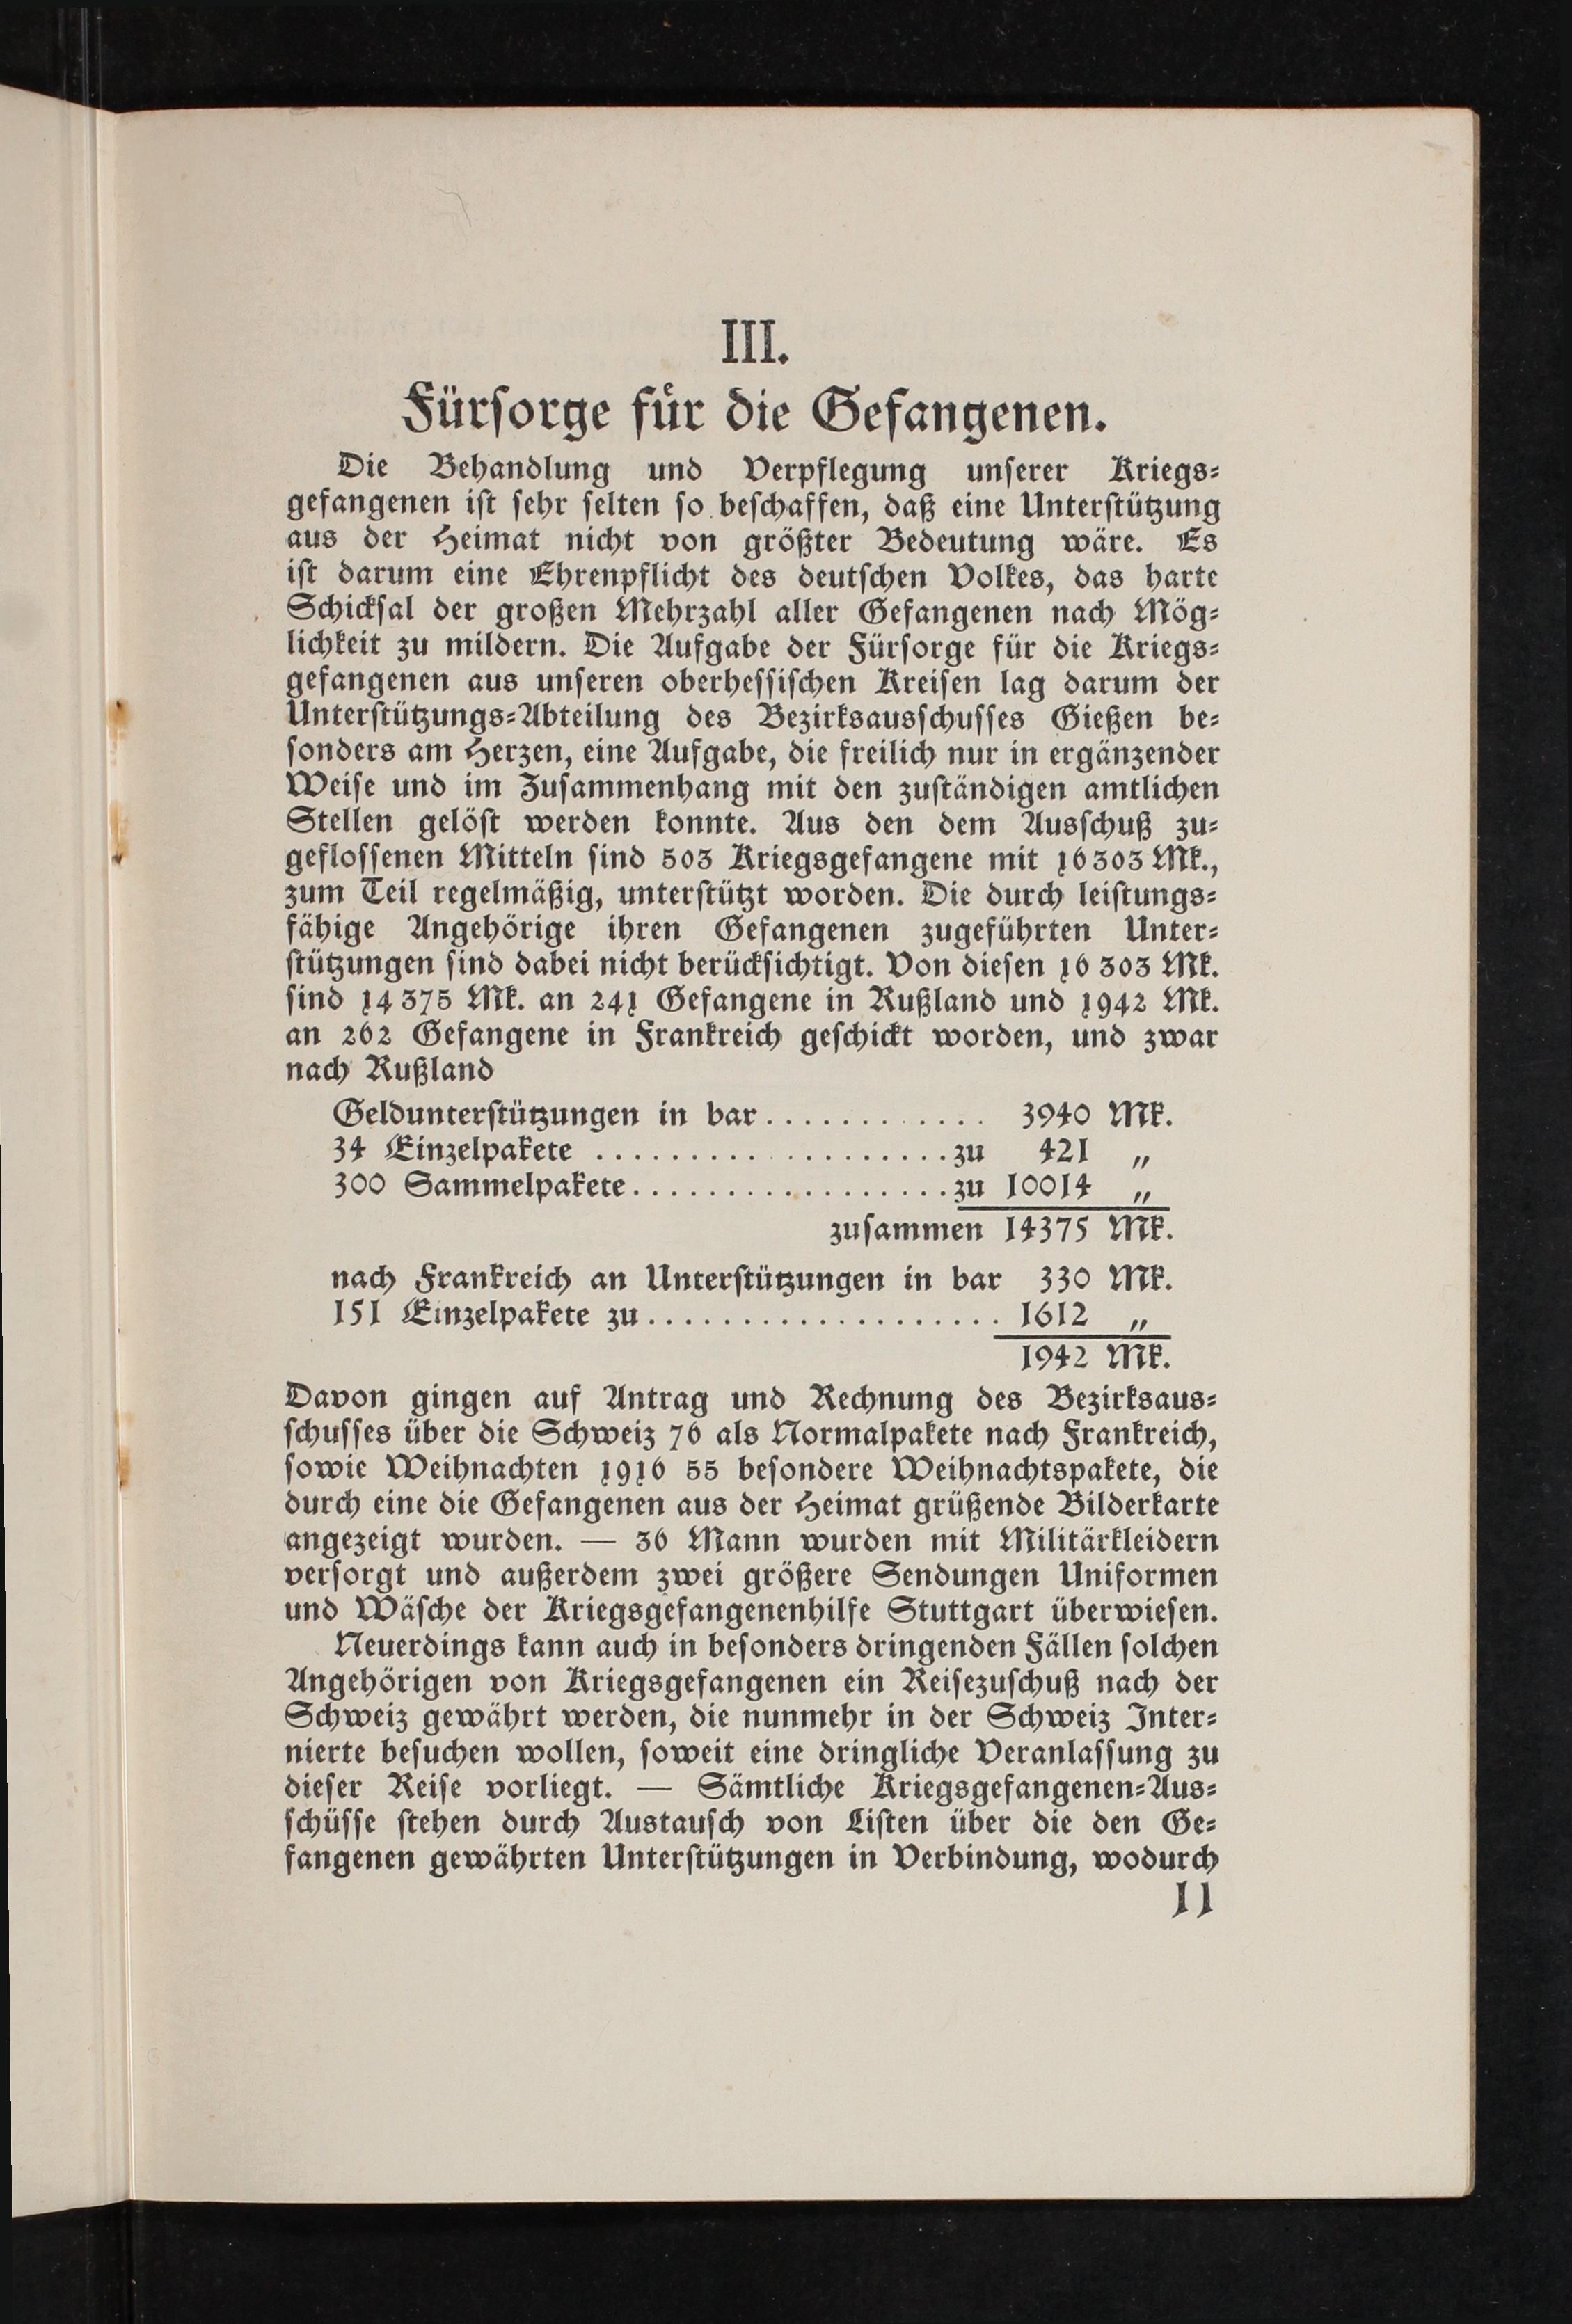 III.
Fürsorge für die Gefangenen.
Die Behandlung und Verpflegung unserer Kriegs-
gefangenen ist sehr selten so beschaffen, daß eine Unterstützung
aus der Heimat nicht von größter Bedeutung wäre. Es
ist darum eine Ehrenpflicht des deutschen Volkes, das harte
Schicksal der großen Mehrzahl aller Gefangenen nach Mög-
lichkeit zu mildern. Die Aufgabe der Fürsorge für die Kriegs-
gefangenen aus unseren oberhessischen Kreisen lag darum der
Unterstützungs-Abteilung des Bezirksausschusses Gießen be-
sonders am Herzen, eine Aufgabe, die freilich nur in ergänzender
Weise und im Zusammenhang mit den zuständigen amtlichen
Stellen gelöst werden konnte. Aus den dem Ausschuß zu-
geflossenen Mitteln sind 503 Kriegsgefangene mit 16303 Mk.,
zum Teil regelmäßig, unterstützt worden. Die durch leistungs-
fähige Angehörige ihren Gefangenen zugeführten Unter-
stützungen sind dabei nicht berücksichtigt. Von diesen 16 303 Mk.
sind 14 375 Mk. an 241 Gefangene in Rußland und 1942 Mk.
an 262 Gefangene in Frankreich geschickt worden, und zwar
nach Rußland
Geldunterstützungen in bar............ 3940 Mk.
34 Einzelpakete ...................zu 421 „
300 Sammelpakete.................zu 10014 „
zusammen 14375 Mk.
nach Frankreich an Unterstützungen in bar 330 Mk.
151 Einzelpakete zu................... 1612 „
1942 Mk.
Davon gingen auf Antrag und Rechnung des Bezirksaus-
schusses über die Schweiz 76 als Normalpakete nach Frankreich,
sowie Weihnachten 1916 55 besondere Weihnachtspakete, die
durch eine die Gefangenen aus der Heimat grüßende Bilderkarte
angezeigt wurden. — 36 Mann wurden mit Militärkleidern
versorgt und außerdem zwei größere Sendungen Uniformen
und Wäsche der Kriegsgefangenenhilfe Stuttgart überwiesen.
Neuerdings kann auch in besonders dringenden Fällen solchen
Angehörigen von Kriegsgefangenen ein Reisezuschuß nach der
Schweiz gewährt werden, die nunmehr in der Schweiz Inter-
nierte besuchen wollen, soweit eine dringliche Veranlassung zu
dieser Reise vorliegt. — Sämtliche Kriegsgefangenen-Aus-
schüsse stehen durch Austausch von Listen über die den Ge-
fangenen gewährten Unterstützungen in Verbindung, wodurch
11